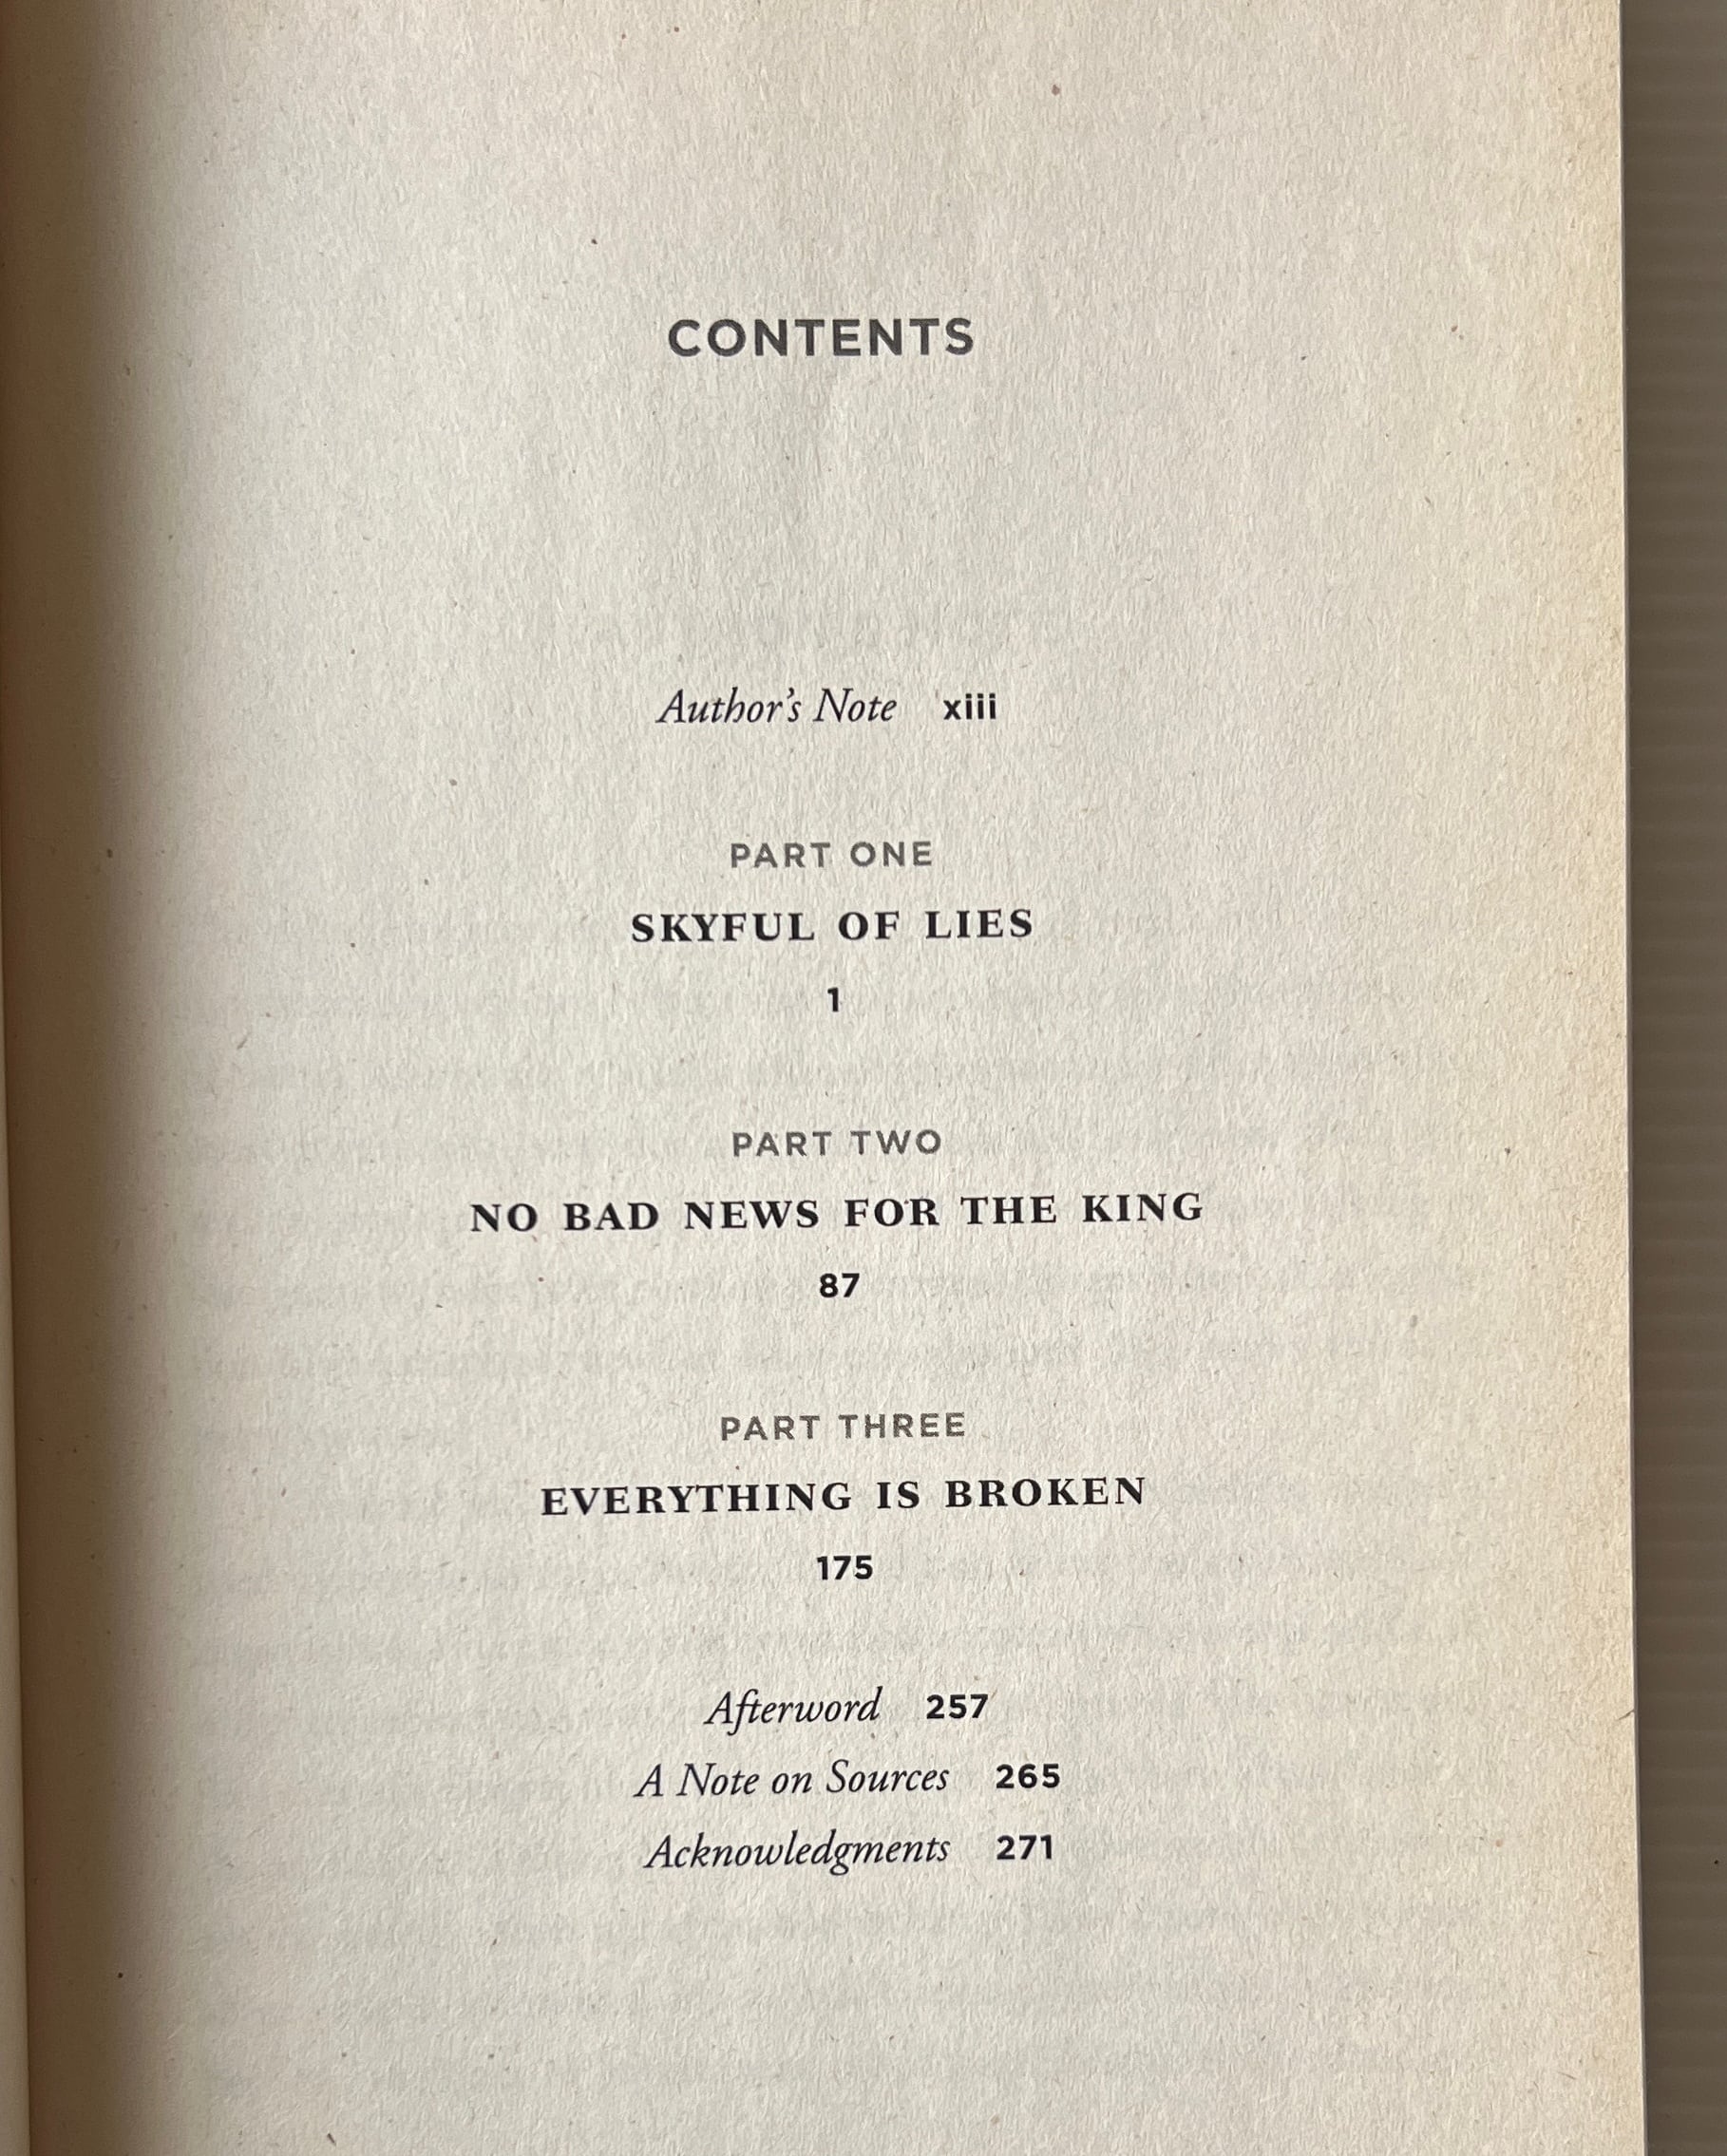 CONTENTS
Author’s Note xiii
PART ONE
SKYFUL OF LIES
1
PART TWO
NO BAD NEWS FOR THE KING
87
PART THREE
EVERYTHING IS BROKEN
175
Afterword 257
A Note on Sources 265
Acknowledgments 271